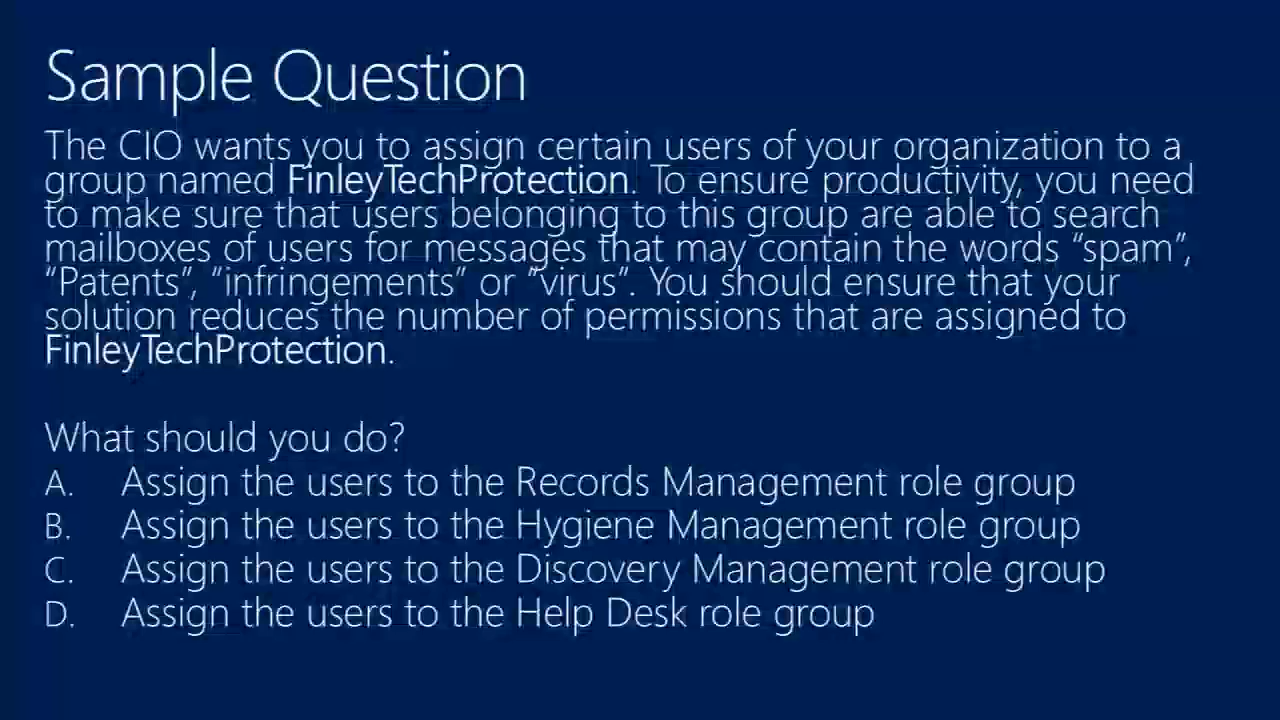 Sample Question
The CIO wants you to assign certain users of your organization to a
group named FinleyTechProtection. To ensure productivity, you need
to make sure that users belonging to this group are able to search
mailboxes of users for messages that may contain the words “spam”,
“Patents”, “infringements” or “virus”. You should ensure that your
solution reduces the number of permissions that are assigned to
FinleyTechProtection.
What should you do?
A. Assign the users to the Records Management role group
B. Assign the users to the Hygiene Management role group
C. Assign the users to the Discovery Management role group
D. Assign the users to the Help Desk role group